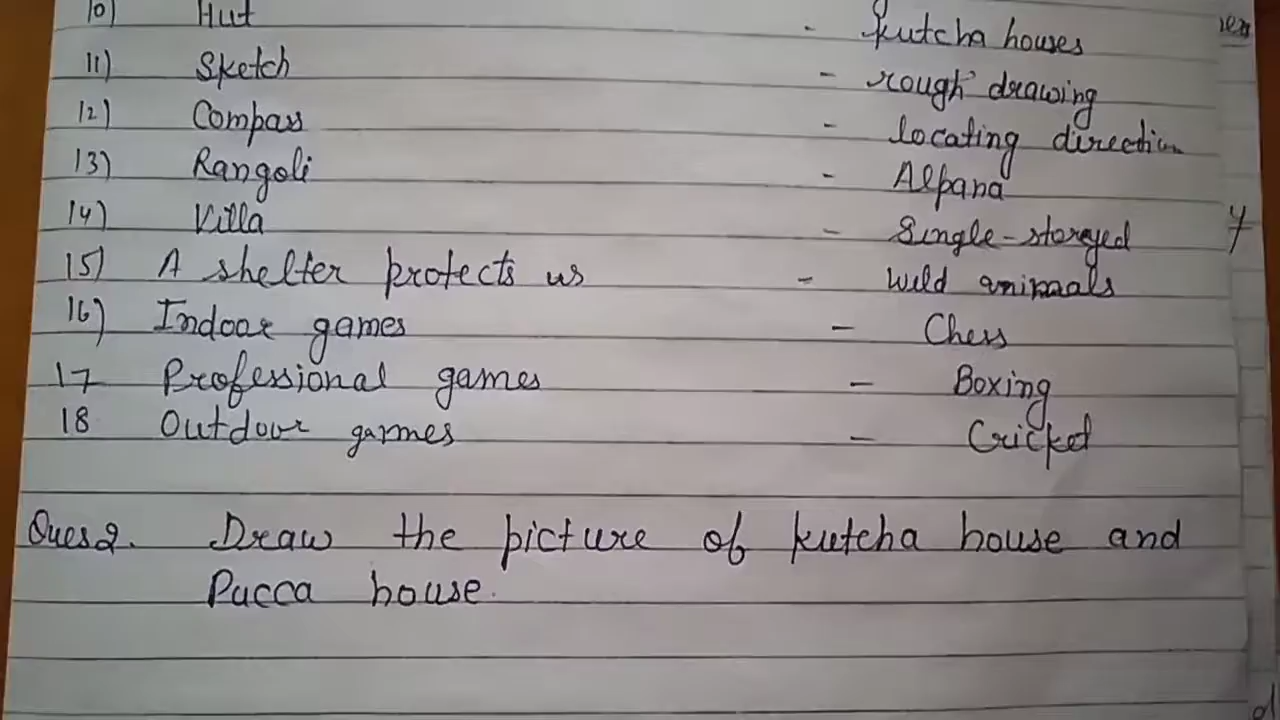 10) Hut - kutcha houses
11) Sketch - rough drawing
12) Compass - locating direction
13) Rangoli - Alpana
14) Villa - Single-storeyed
15) A shelter protects us - wild animaals
16) Indoor games - Chess
17 Professional games - Boxing
18 Outdoor games - Cricket
Ques2. Draw the picture of kutcha house and
Pucca house.